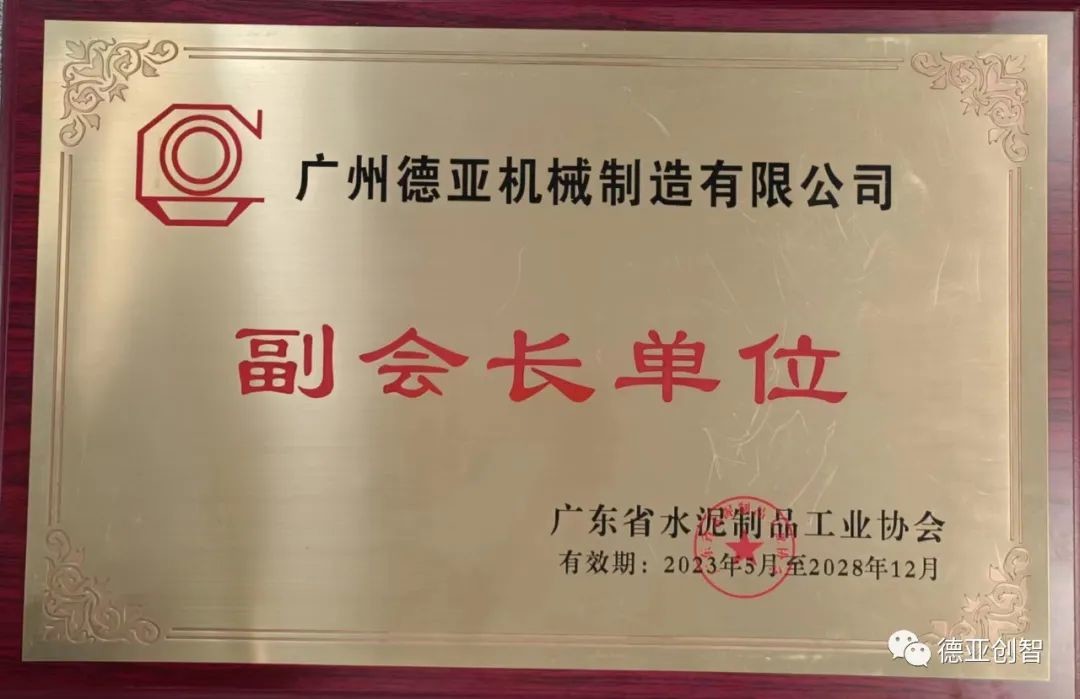 广州德亚机械制造有限公司
副会长单位
广东省水泥制品工业协会
有效期：2023年5月至2028年12月
德亚创智